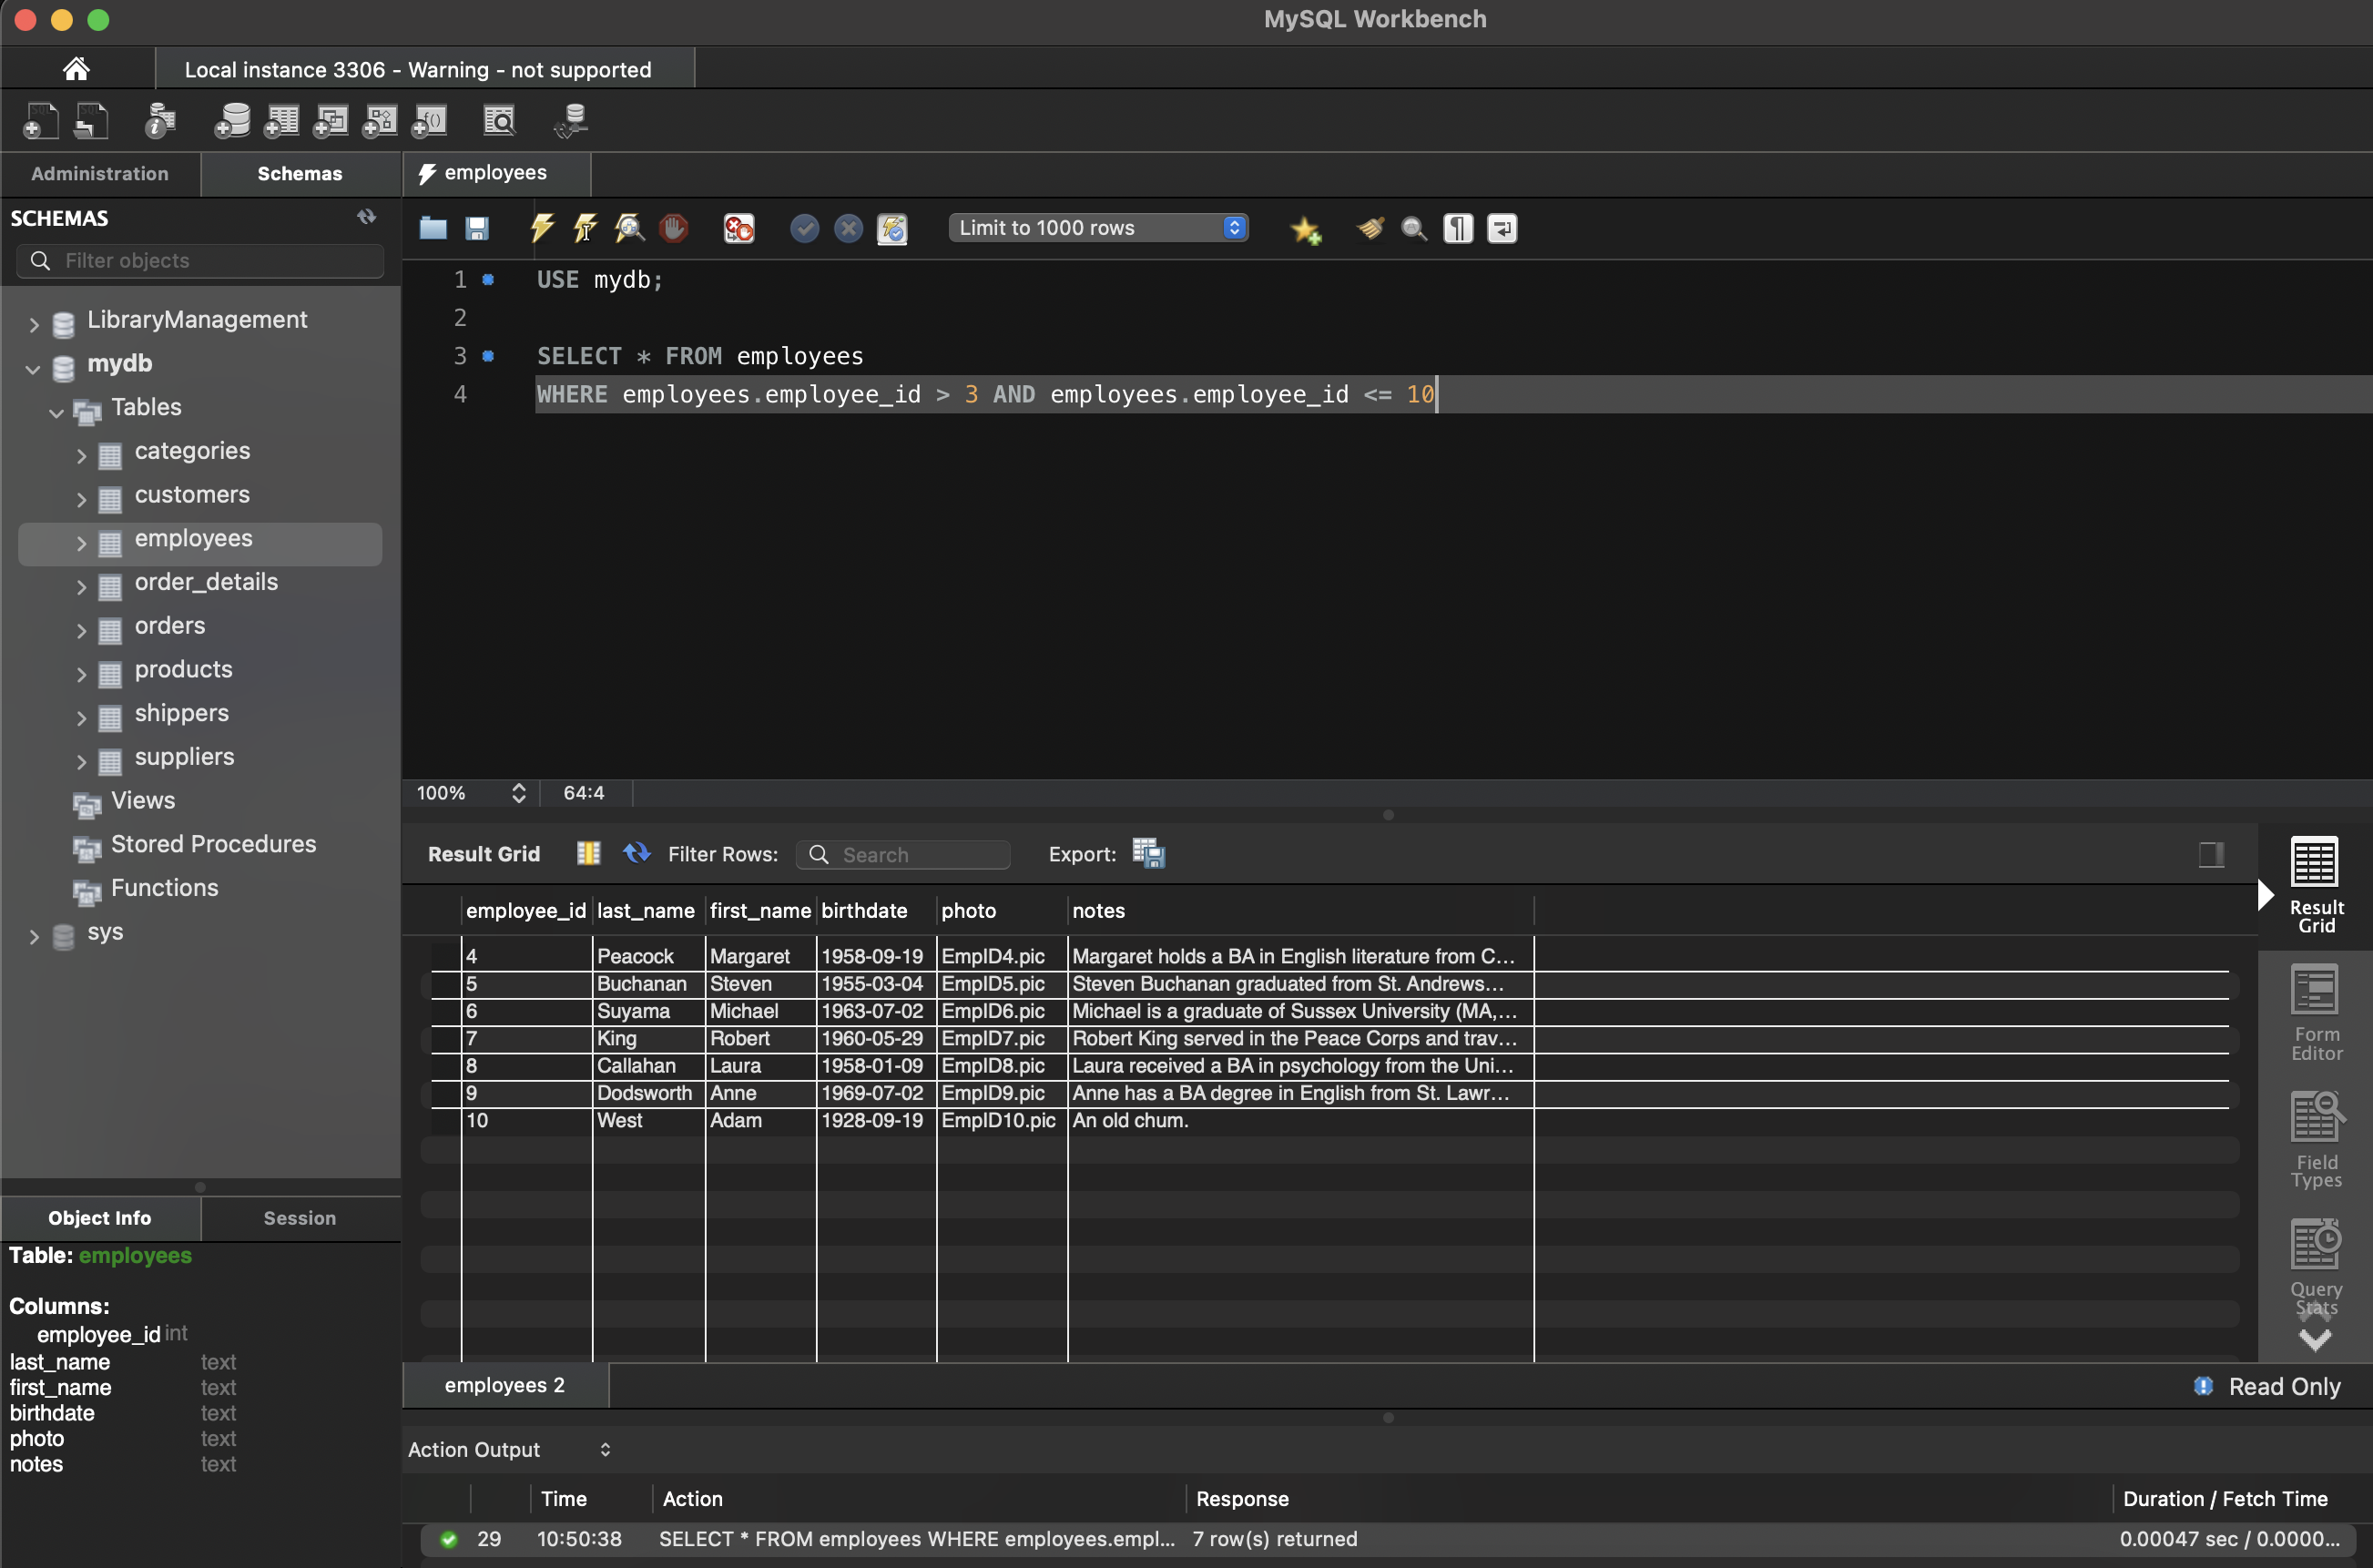 MySQL Workbench
Local instance 3306 - Warning - not supported
Administration
Schemas
SCHEMAS
Filter objects
LibraryManagement
mydb
Tables
categories
customers
employees
order_details
orders
products
shippers
suppliers
Views
Stored Procedures
Functions
sys
Object Info
Session
Table: employees
Columns:
employee_id int
last_name text
first_name text
birthdate text
photo text
notes text
employees
Limit to 1000 rows
1 USE mydb;
2
3 SELECT * FROM employees
4 WHERE employees.employee_id > 3 AND employees.employee_id <= 10
100% 64:4
Result Grid Filter Rows: Search Export:
employee_id last_name first_name birthdate photo notes
4 Peacock Margaret 1958-09-19 EmpID4.pic Margaret holds a BA in English literature from C...
5 Buchanan Steven 1955-03-04 EmpID5.pic Steven Buchanan graduated from St. Andrews...
6 Suyama Michael 1963-07-02 EmpID6.pic Michael is a graduate of Sussex University (MA,...
7 King Robert 1960-05-29 EmpID7.pic Robert King served in the Peace Corps and trav...
8 Callahan Laura 1958-01-09 EmpID8.pic Laura received a BA in psychology from the Uni...
9 Dodsworth Anne 1969-07-02 EmpID9.pic Anne has a BA degree in English from St. Lawr...
10 West Adam 1928-09-19 EmpID10.pic An old chum.
Result
Grid
Form
Editor
Field
Types
Query
Stats
employees 2
Read Only
Action Output
Time Action Response Duration / Fetch Time
29 10:50:38 SELECT * FROM employees WHERE employees.empl... 7 row(s) returned 0.00047 sec / 0.0000...